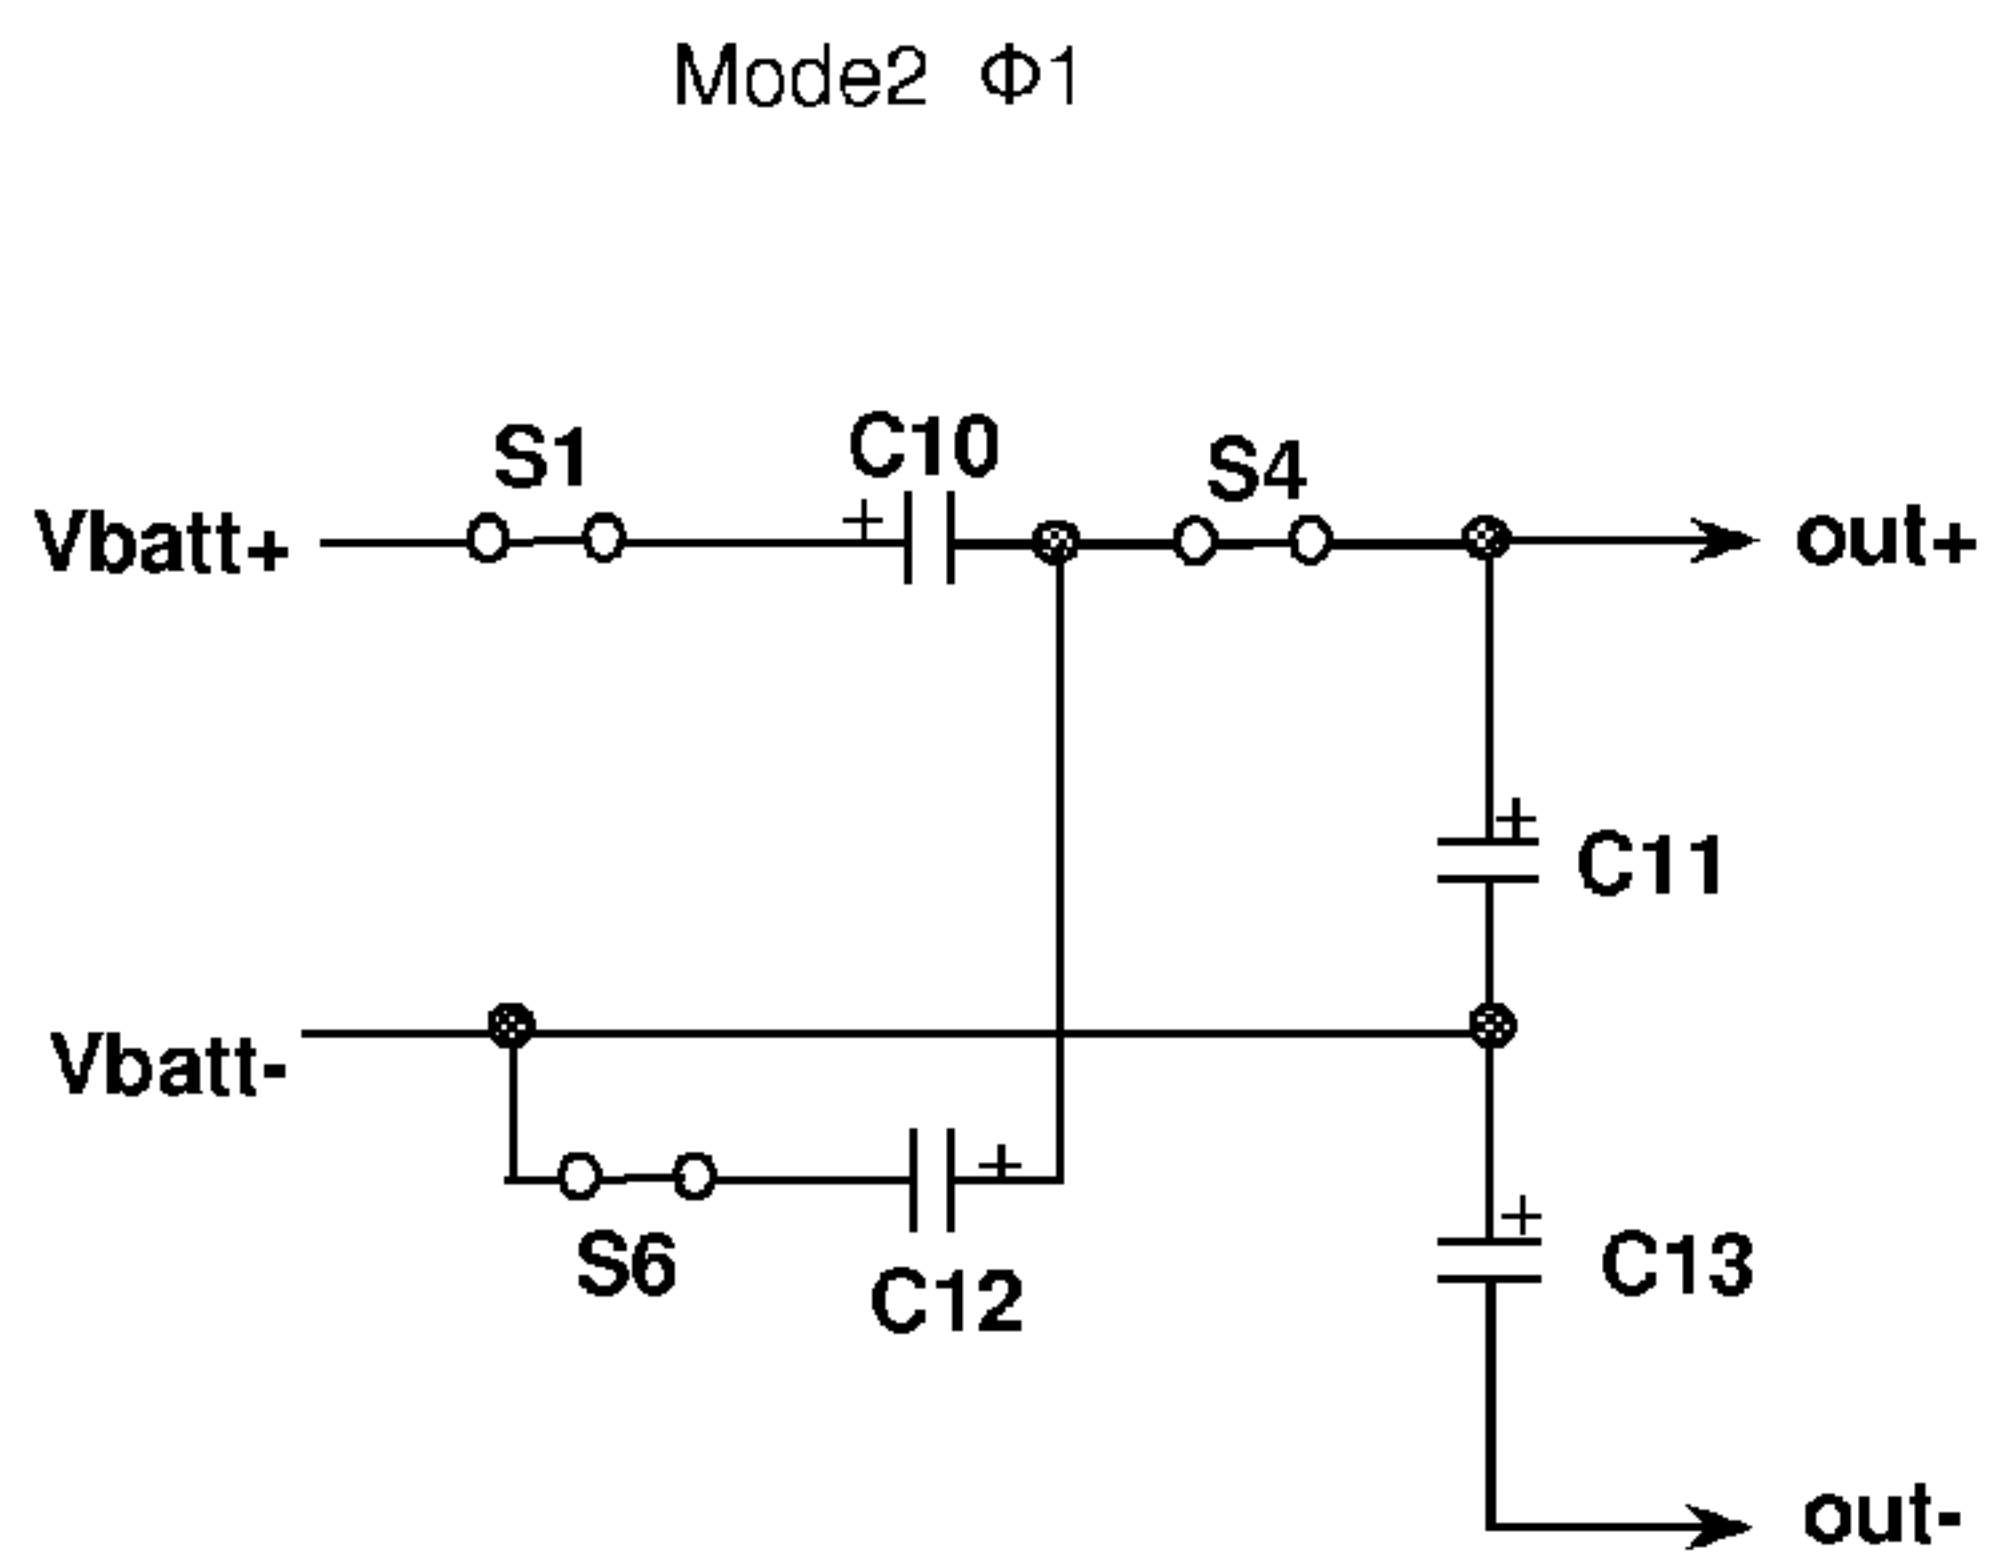 Mode2 Φ1
S1
C10
S4
Vbatt+
+
out+
+
C11
Vbatt-
+
S6
C12
+
C13
out-